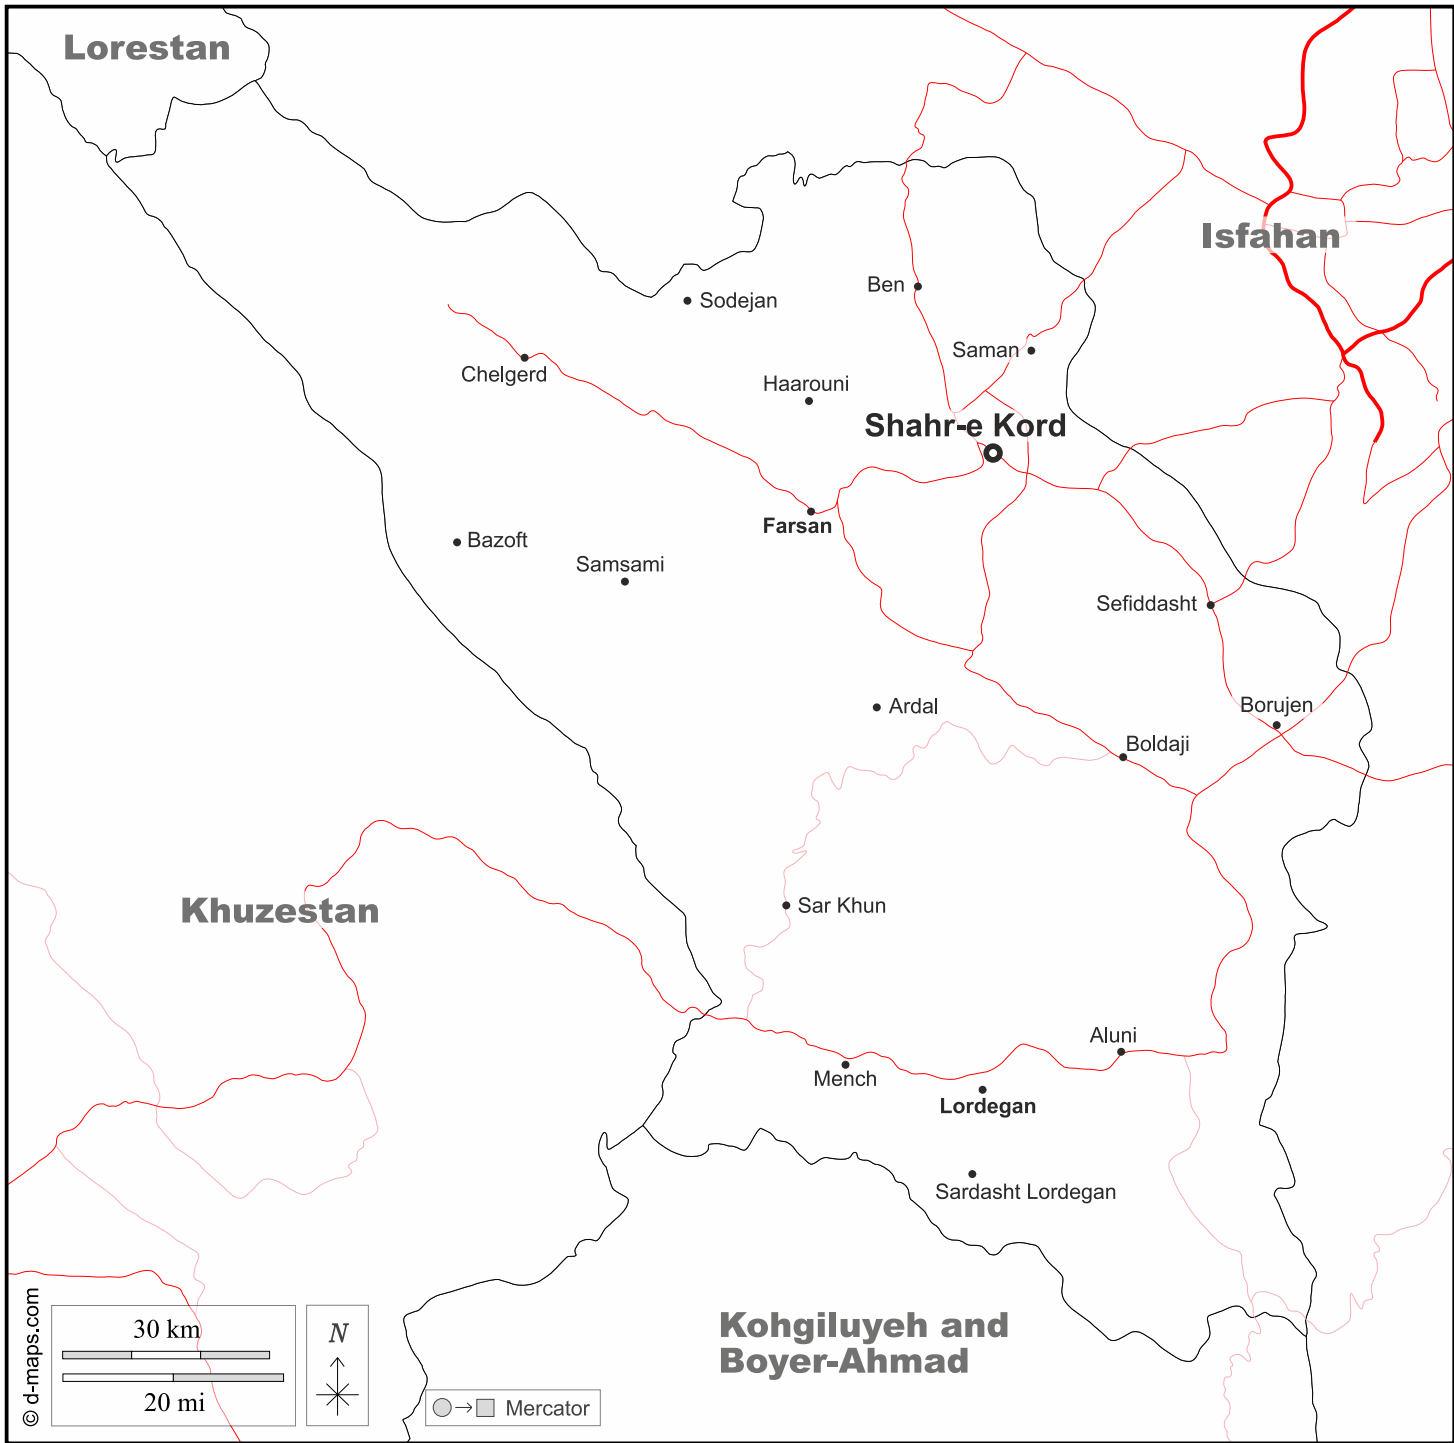 Lorestan
Isfahan
Ben
Sodejan
Saman
Chelgerd
Haarouni
Shahr-e Kord
Farsan
Bazoft
Samsami
Sefiddasht
Ardal
Borujen
Boldaji
Khuzestan
Sar Khun
Aluni
Mench
Lordegan
Sardasht Lordegan
Kohgiluyeh and
Boyer-Ahmad
© d-maps.com
30 km
20 mi
N
Mercator